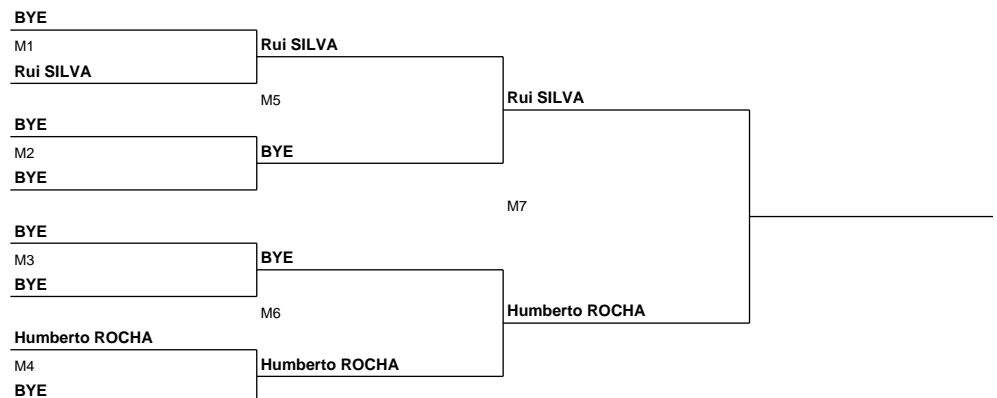 BYE
M1
Rui SILVA
BYE
M2
BYE
BYE
M3
BYE
Humberto ROCHA
M4
BYE
Rui SILVA
M5
BYE
BYE
M6
Humberto ROCHA
Rui SILVA
M7
Humberto ROCHA